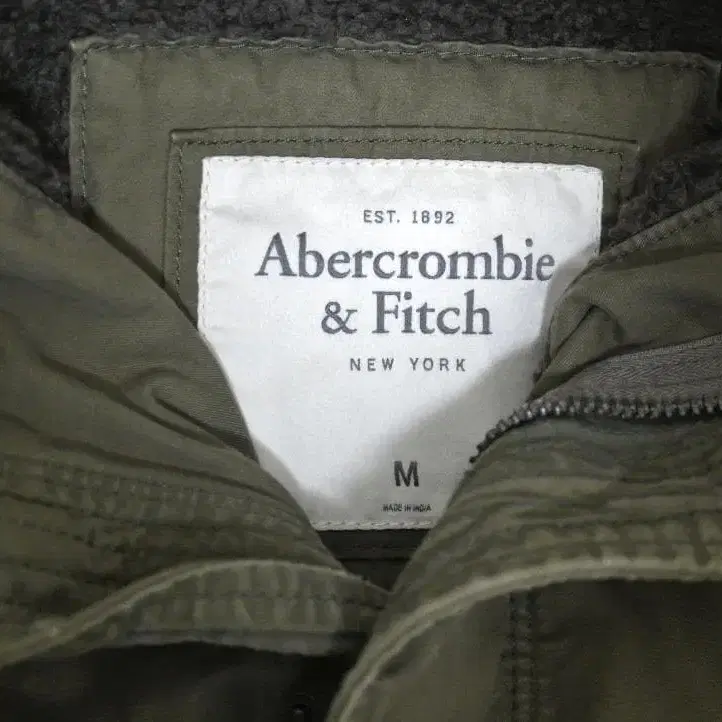 EST. 1892
Abercrombie
& Fitch
NEW YORK
M
MADE IN INDIA